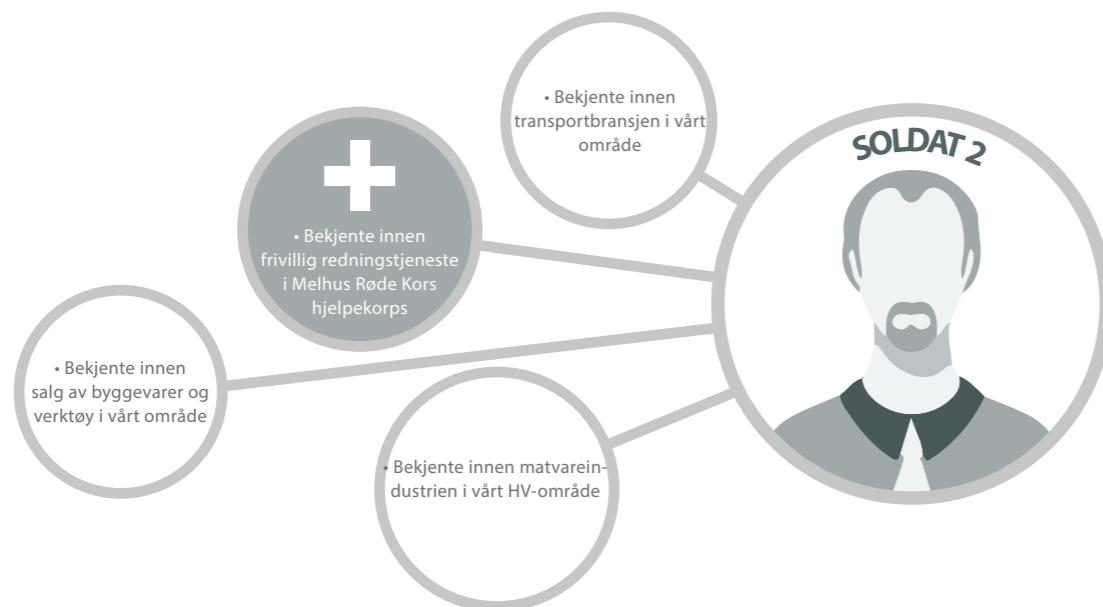 • Bekjente innen
transportbransjen i vårt
område
SOLDAT 2
• Bekjente innen
frivillig redningstjeneste
i Melhus Røde Kors
hjelpekorps
• Bekjente innen
salg av byggevarer og
verktøy i vårt område
• Bekjente innen matvarein-
dustrien i vårt HV-område